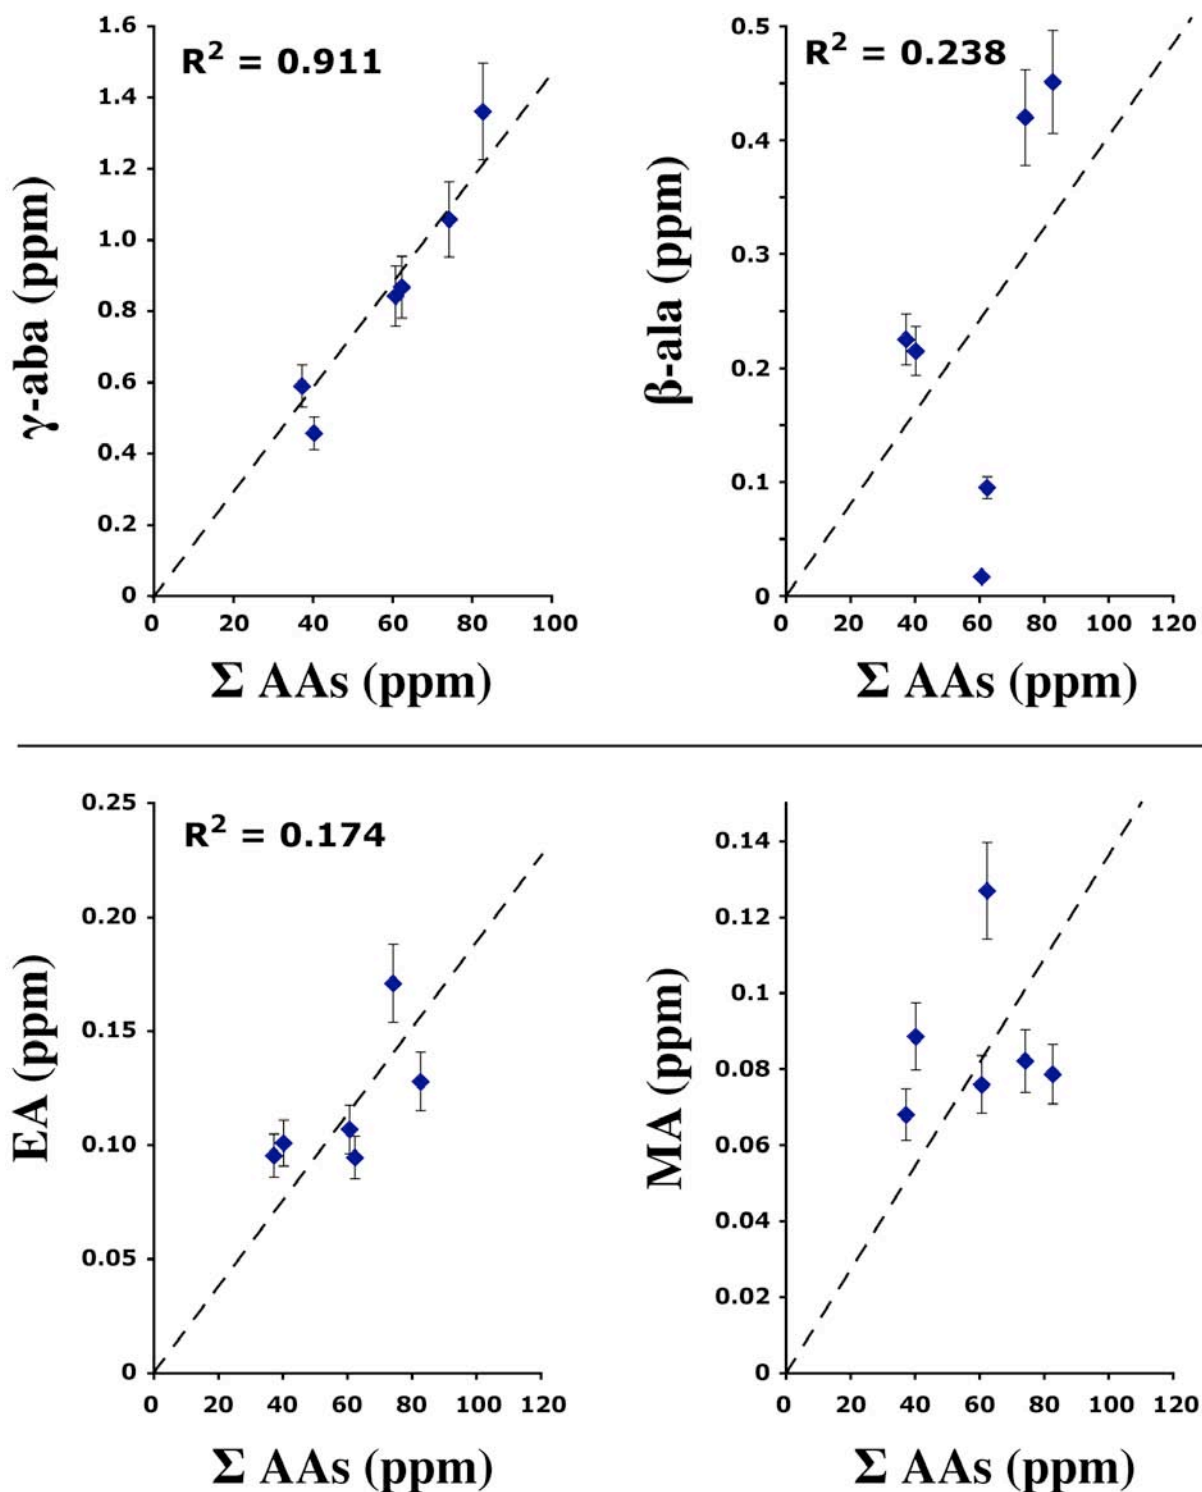 1.6
1.4
1.2
1.0
0.8
0.6
0.4
0.2
0
R² = 0.911
γ-aba (ppm)
0 20 40 60 80 100
Σ AAs (ppm)
0.5
0.4
0.3
0.2
0.1
0
R² = 0.238
β-ala (ppm)
0 20 40 60 80 100 120
Σ AAs (ppm)
0.25
0.20
0.15
0.10
0.05
0
R² = 0.174
EA (ppm)
0 20 40 60 80 100 120
Σ AAs (ppm)
0.14
0.12
0.1
0.08
0.06
0.04
0.02
0
MA (ppm)
0 20 40 60 80 100 120
Σ AAs (ppm)